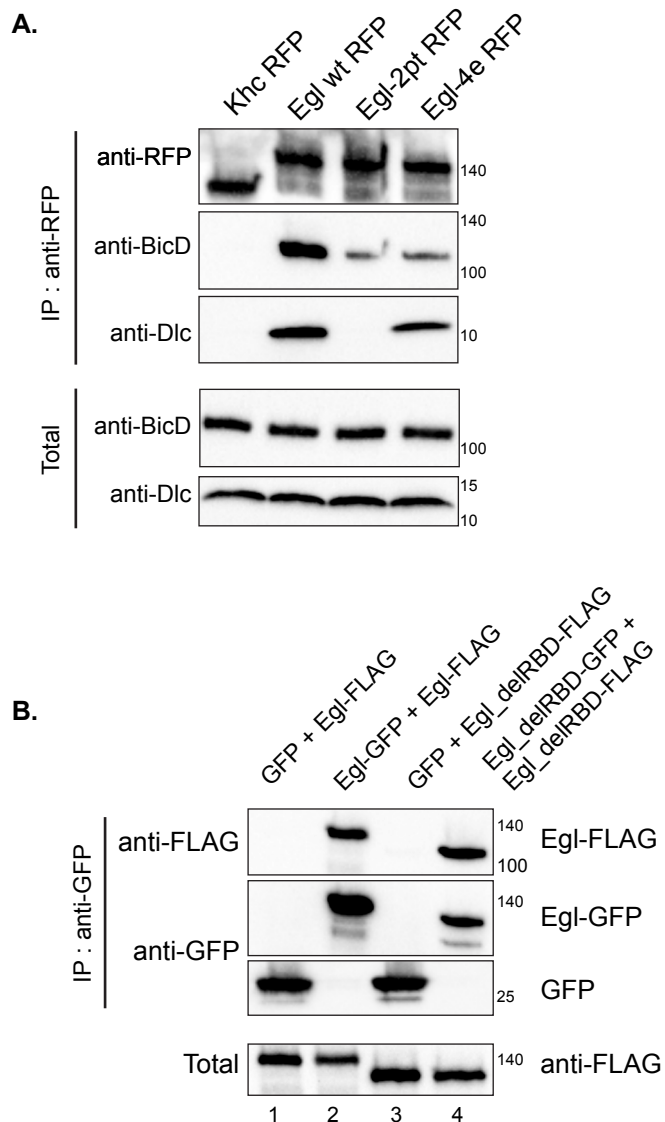 A.
Khc RFP
Egl wt RFP
Egl-2pt RFP
Egl-4e RFP
IP : anti-RFP
anti-RFP
140
anti-BicD
140
100
anti-Dlc
10
Total
anti-BicD
100
anti-Dlc
15
10
B.
GFP + Egl-FLAG
Egl-GFP + Egl-FLAG
GFP + Egl_delRBD-FLAG
Egl_delRBD-GFP +
Egl_delRBD-FLAG
IP : anti-GFP
anti-FLAG
140
100
Egl-FLAG
anti-GFP
140
Egl-GFP
25
GFP
Total
140
anti-FLAG
1 2 3 4